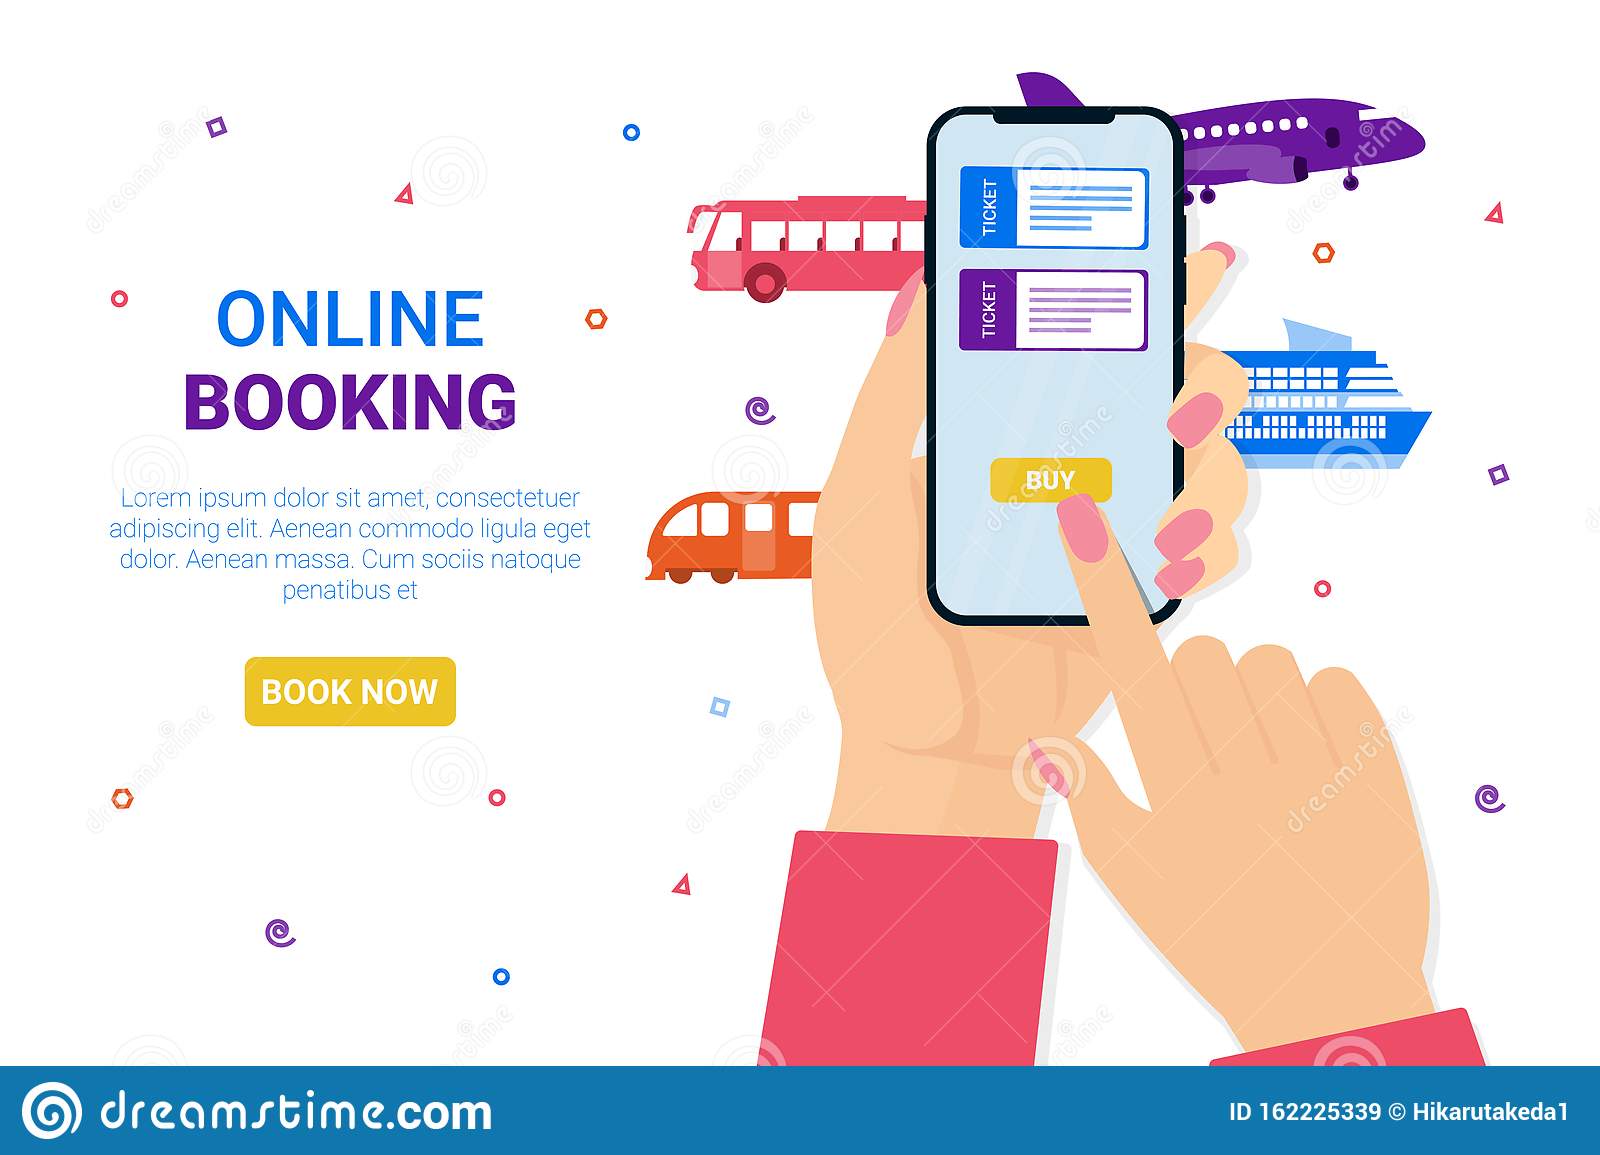 ONLINE
BOOKING
Lorem ipsum dolor sit amet, consectetuer
adipiscing elit. Aenean commodo ligula eget
dolor. Aenean massa. Cum sociis natoque
penatibus et
BOOK NOW
TICKET
TICKET
BUY
dreamstime.com
ID 162225339 © Hikarutakeda1